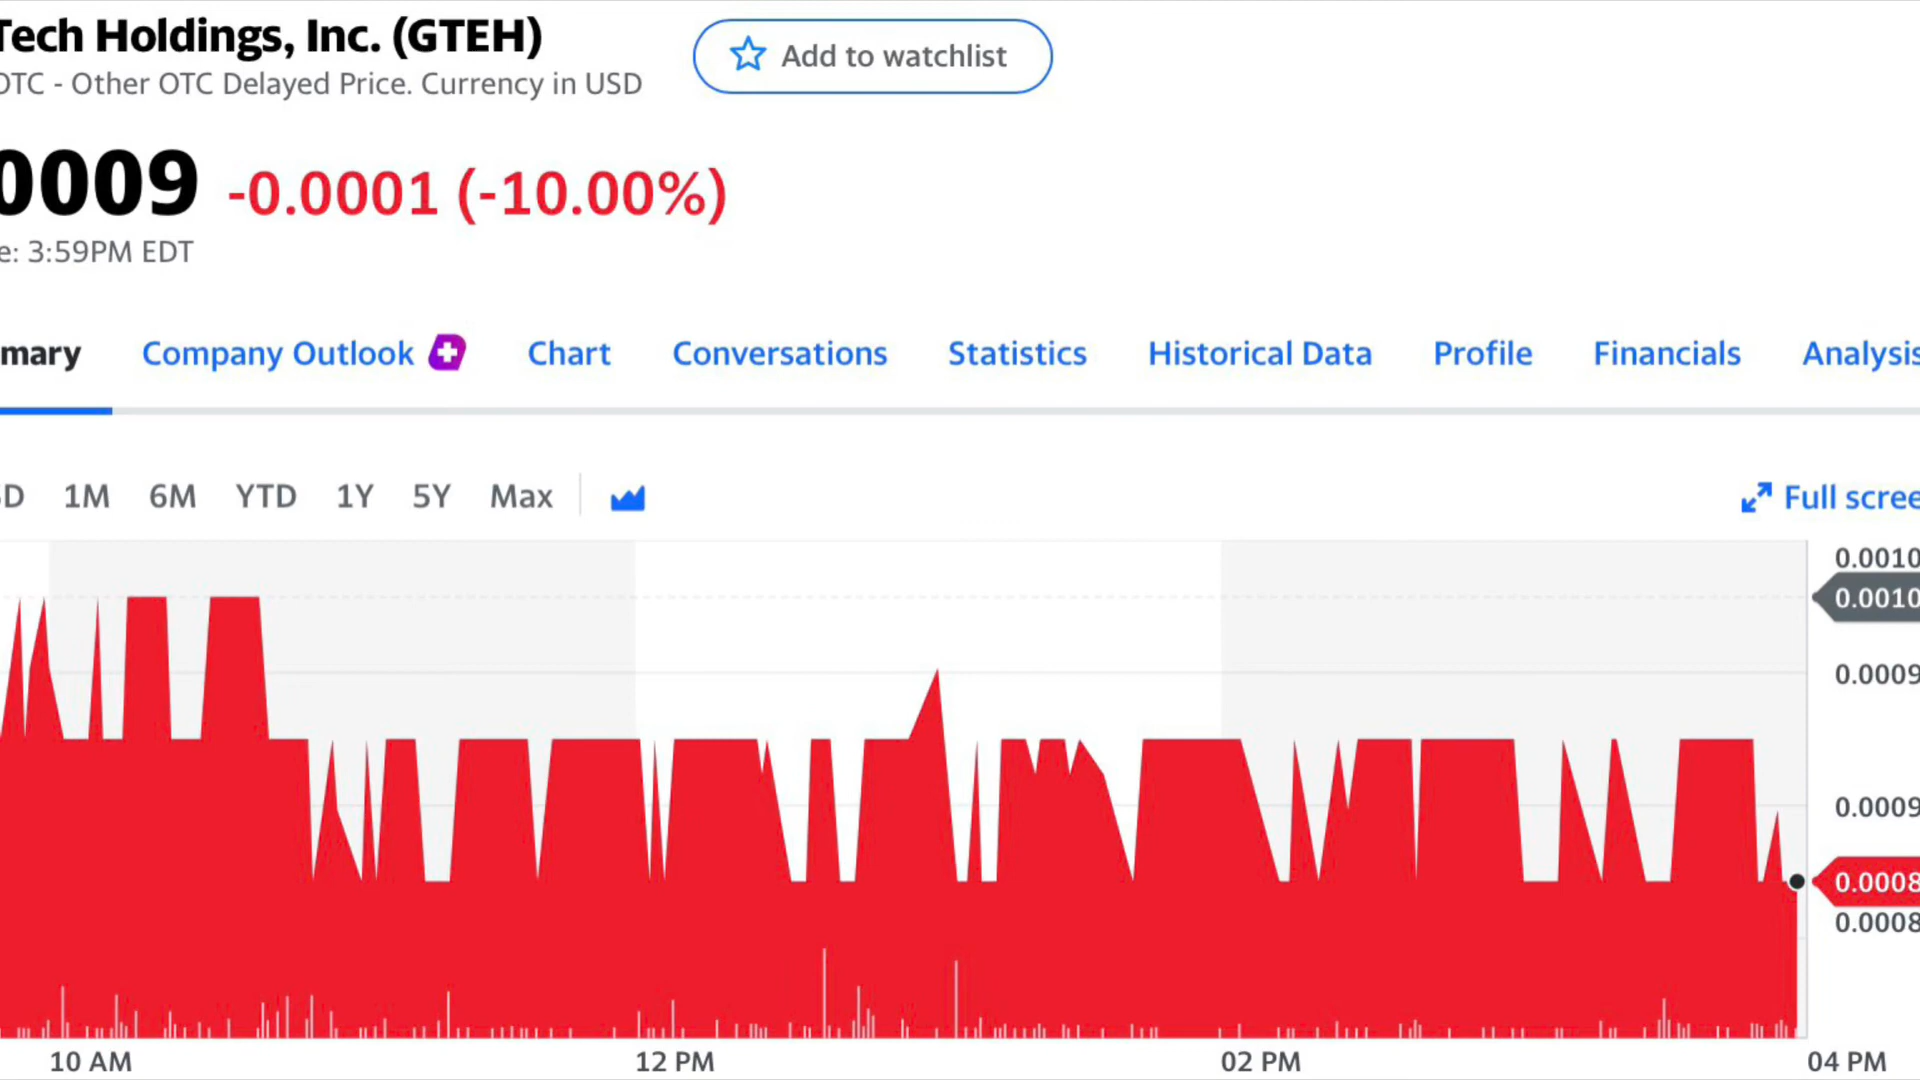 Tech Holdings, Inc. (GTEH)
OTC - Other OTC Delayed Price. Currency in USD
Add to watchlist
0009 -0.0001 (-10.00%)
e: 3:59PM EDT
mary Company Outlook Chart Conversations Statistics Historical Data Profile Financials Analysis
5D 1M 6M YTD 1Y 5Y Max
Full scree
0.0010
0.0010
0.0009
0.0009
0.0008
0.0008
10 AM 12 PM 02 PM 04 PM